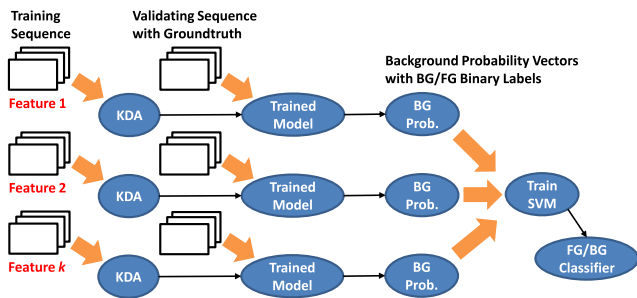 Training
Sequence
Validating Sequence
with Groundtruth
Background Probability Vectors
with BG/FG Binary Labels
Feature 1
KDA
Trained
Model
BG
Prob.
Feature 2
KDA
Trained
Model
BG
Prob.
Train
SVM
Feature k
KDA
Trained
Model
BG
Prob.
FG/BG
Classifier